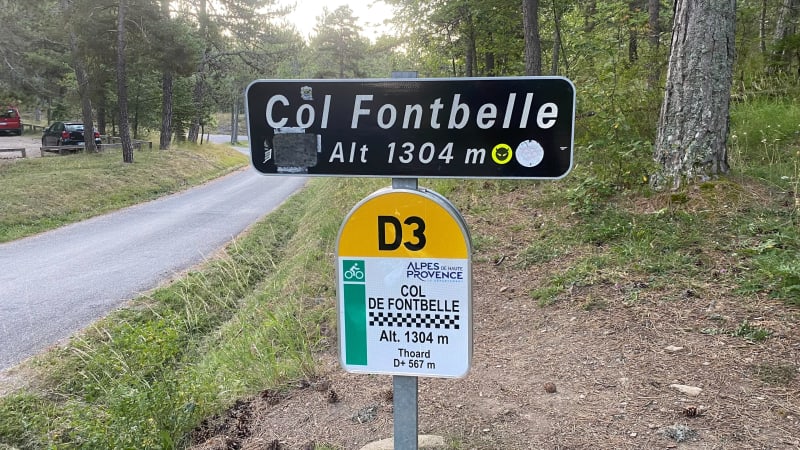 Col Fontbelle
Alt 1304 m
D3
ALPES DE HAUTE
PROVENCE
COL
DE FONTBELLE
Alt. 1304 m
Thoard
D+ 567 m